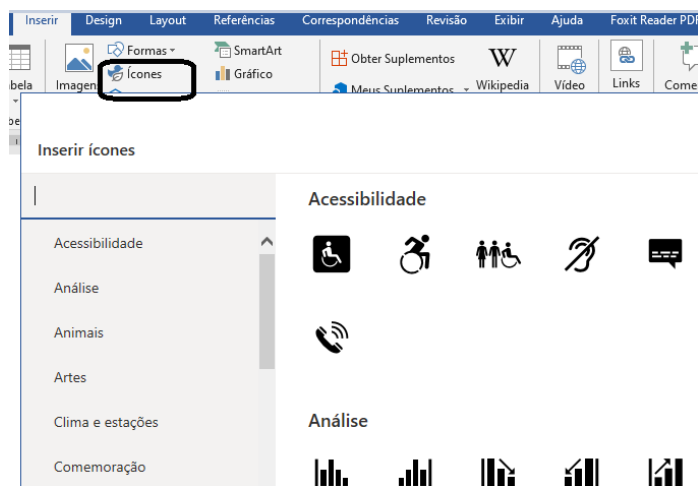 Inserir Design Layout Referências Correspondências Revisão Exibir Ajuda Foxit Reader PDF
Formas SmartArt
Ícones Gráfico
Imagens
Obter Suplementos
Meus Suplementos
W
Wikipedia
Vídeo
Links
Inserir ícones
Acessibilidade
Análise
Animais
Artes
Clima e estações
Comemoração
Acessibilidade
Análise